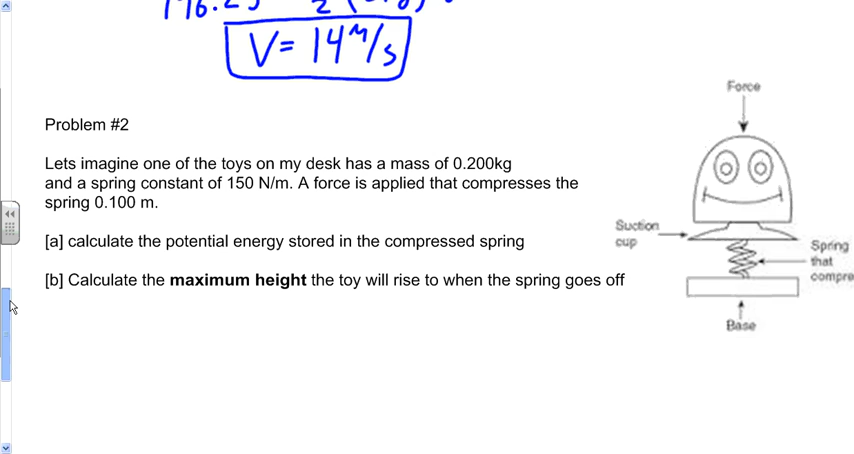 V = 14 m/s
Problem #2
Lets imagine one of the toys on my desk has a mass of 0.200kg
and a spring constant of 150 N/m. A force is applied that compresses the
spring 0.100 m.
[a] calculate the potential energy stored in the compressed spring
[b] Calculate the maximum height the toy will rise to when the spring goes off
Force
Suction
cup
Spring
that
compre
Base